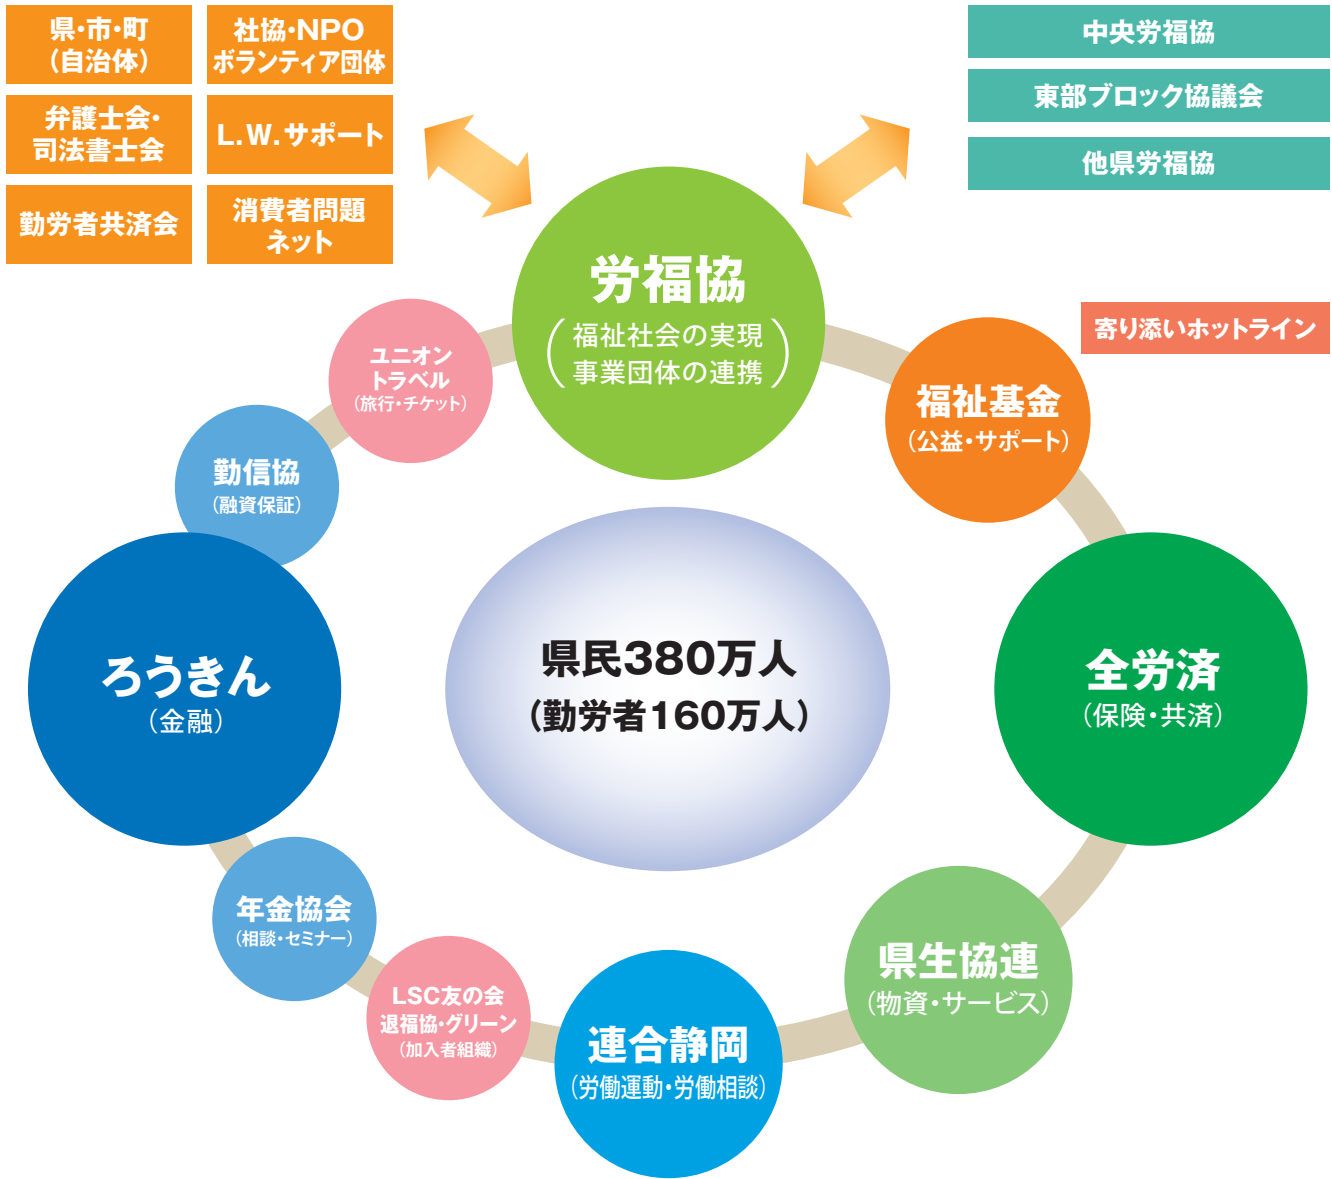 県・市・町
（自治体）
社協・NPO
ボランティア団体
弁護士会・
司法書士会
L.W.サポート
勤労者共済会
消費者問題
ネット
中央労福協
東部ブロック協議会
他県労福協
寄り添いホットライン
労福協
（福祉社会の実現
事業団体の連携）
福祉基金
（公益・サポート）
全労済
（保険・共済）
県生協連
（物資・サービス）
連合静岡
（労働運動・労働相談）
LSC友の会
退福協・グリーン
（加入者組織）
年金協会
（相談・セミナー）
ろうきん
（金融）
勤信協
（融資保証）
ユニオン
トラベル
（旅行・チケット）
県民380万人
（勤労者160万人）